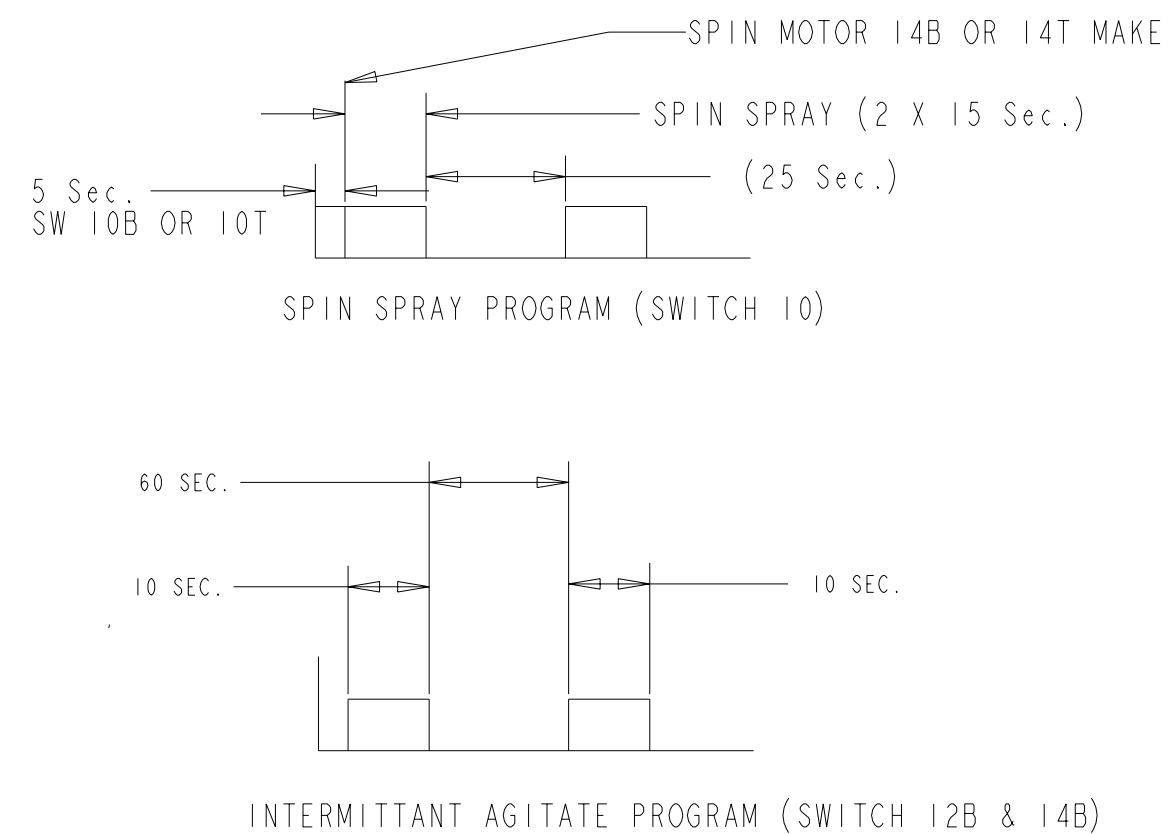 SPIN MOTOR 14B OR 14T MAKE
SPIN SPRAY (2 X 15 Sec.)
(25 Sec.)
5 Sec.
SW 10B OR 10T
SPIN SPRAY PROGRAM (SWITCH 10)
60 SEC.
10 SEC.
10 SEC.
INTERMITTANT AGITATE PROGRAM (SWITCH 12B & 14B)